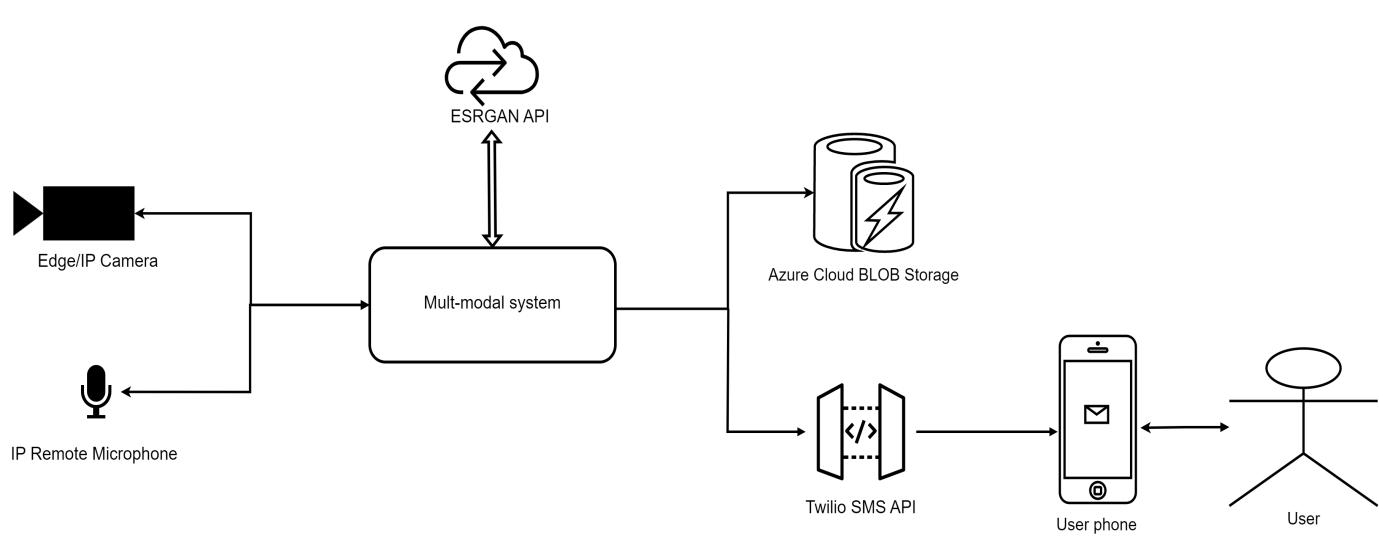 ESRGAN API
Edge/IP Camera
Mult-modal system
Azure Cloud BLOB Storage
IP Remote Microphone
</>
Twilio SMS API
User phone
User